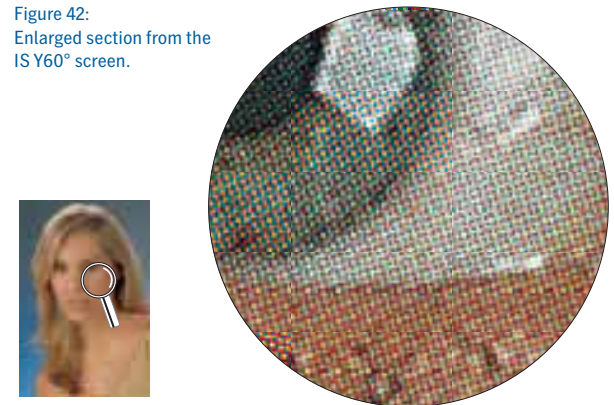 Figure 42:
Enlarged section from the
IS Y60° screen.